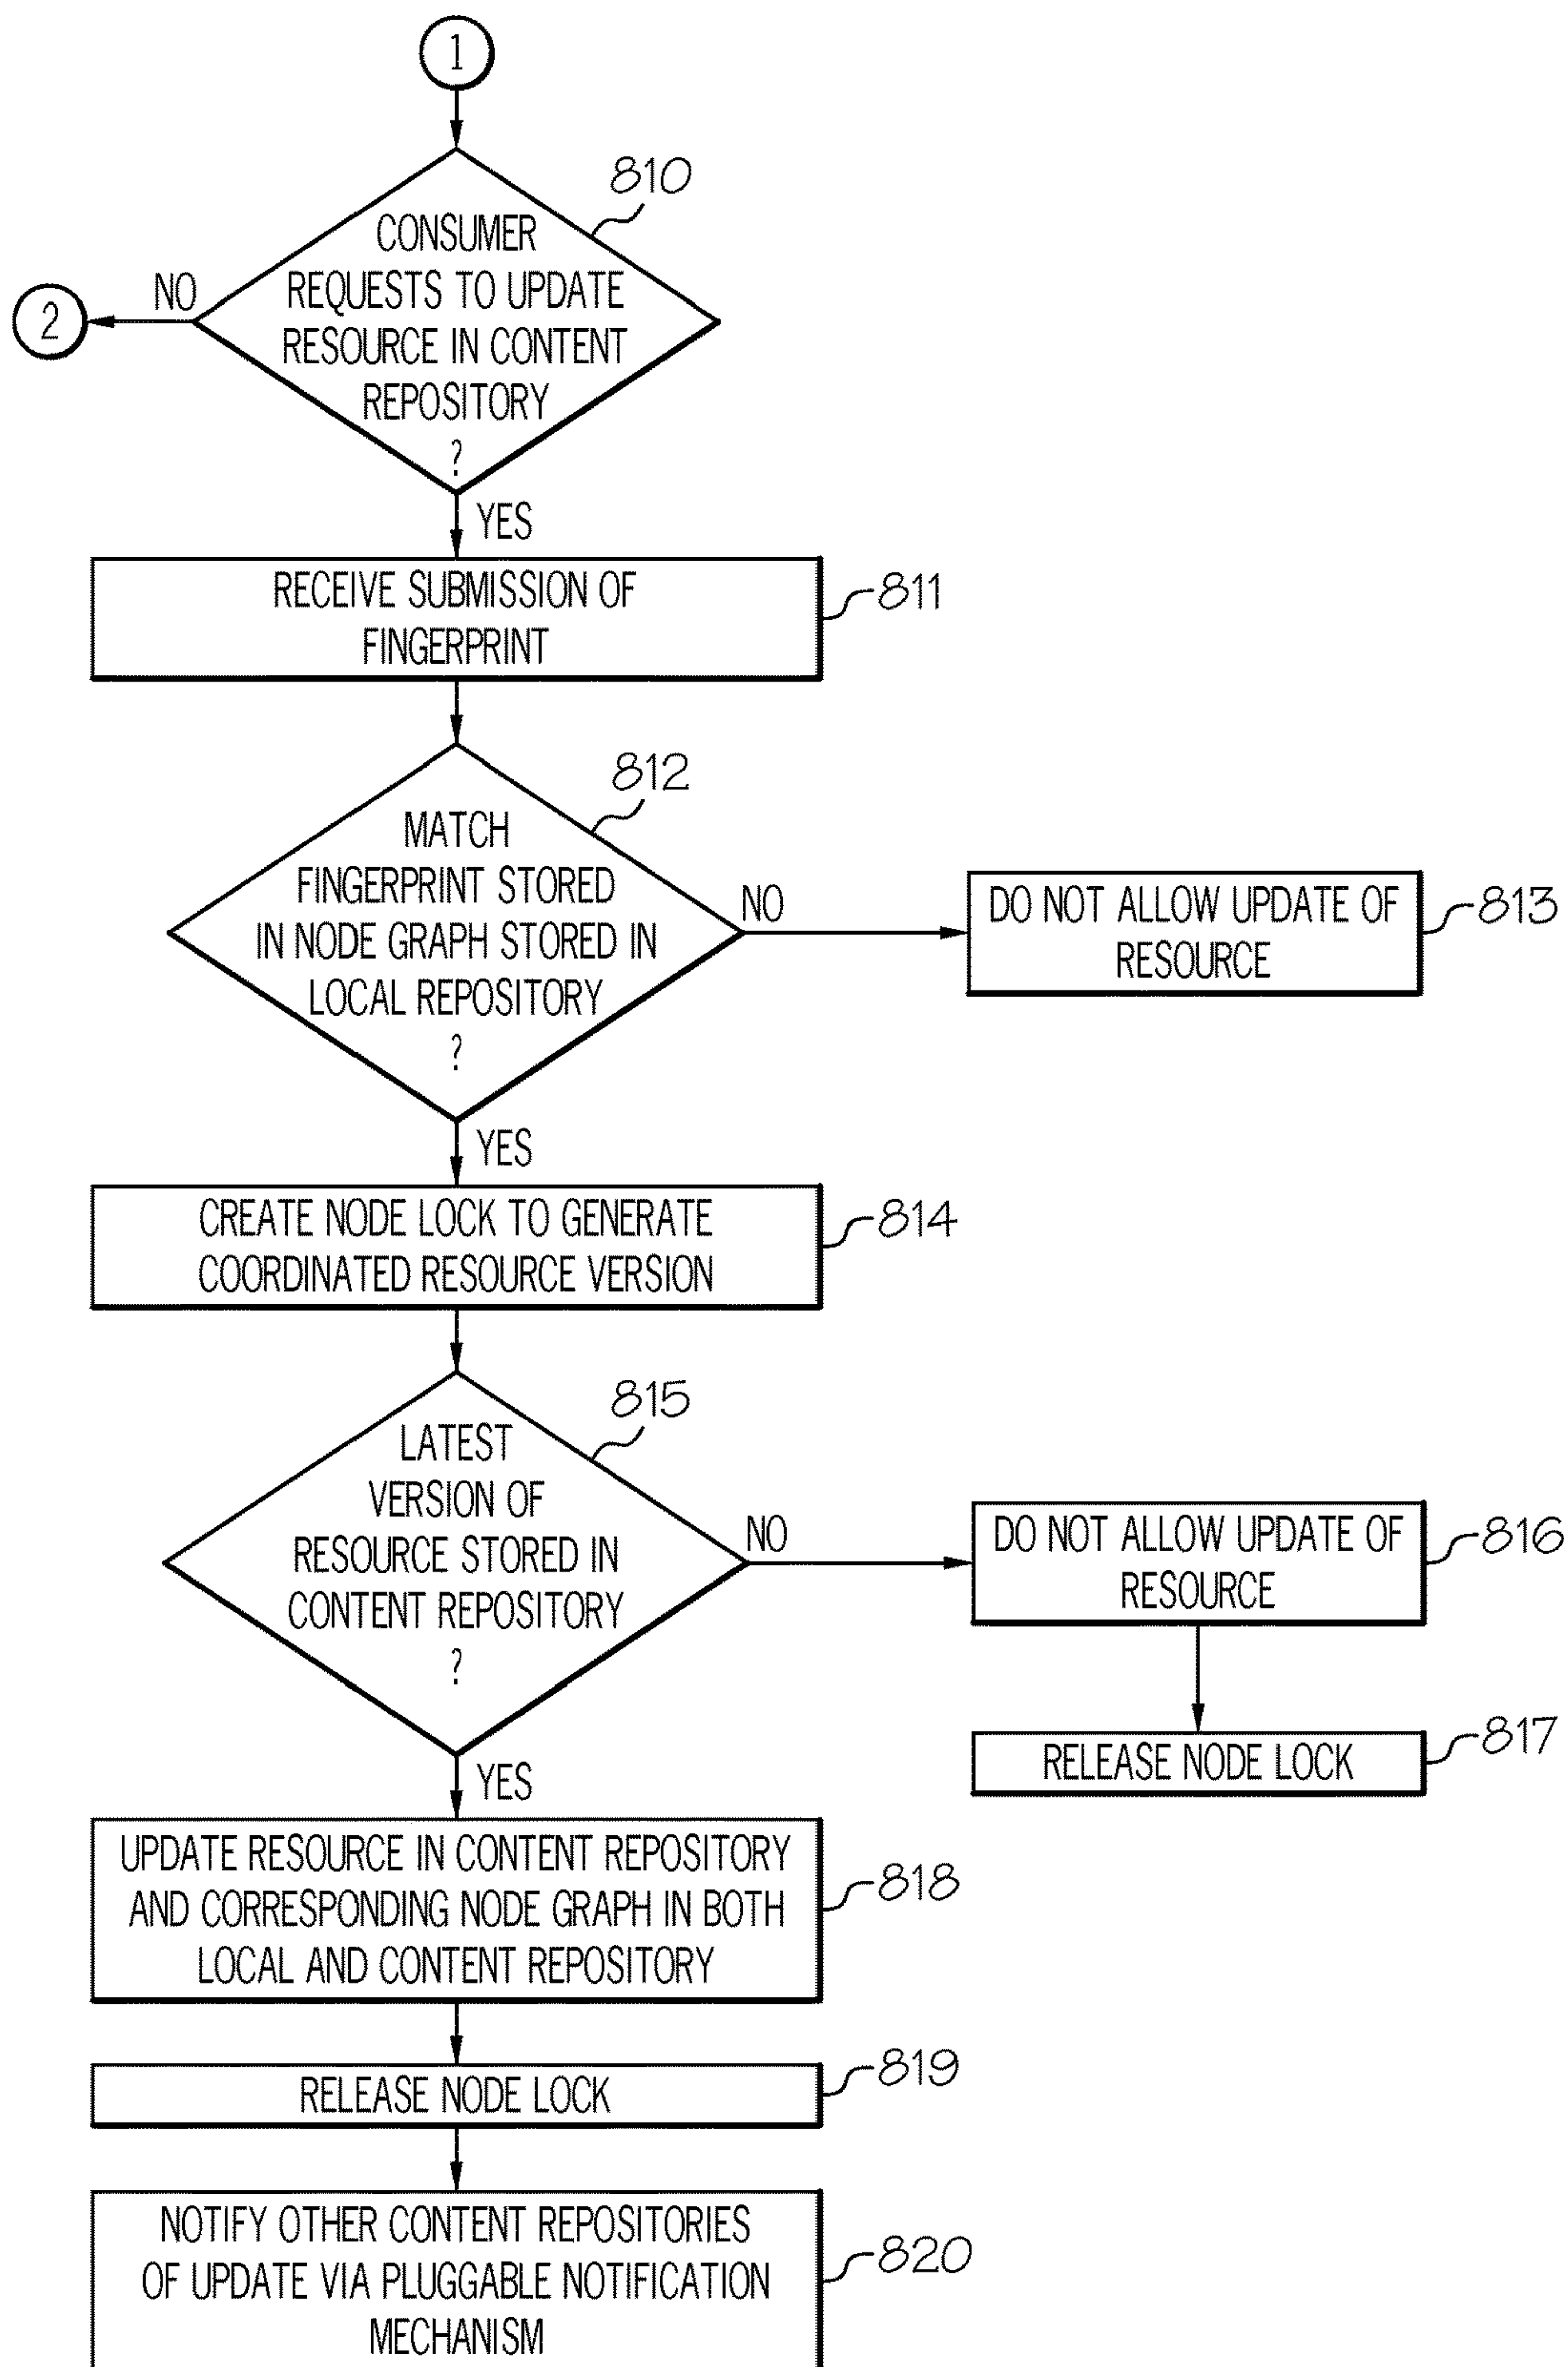 1
810
CONSUMER
REQUESTS TO UPDATE
RESOURCE IN CONTENT
REPOSITORY
?
NO
2
YES
RECEIVE SUBMISSION OF
FINGERPRINT
811
812
MATCH
FINGERPRINT STORED
IN NODE GRAPH STORED IN
LOCAL REPOSITORY
?
NO
DO NOT ALLOW UPDATE OF
RESOURCE
813
YES
CREATE NODE LOCK TO GENERATE
COORDINATED RESOURCE VERSION
814
815
LATEST
VERSION OF
RESOURCE STORED IN
CONTENT REPOSITORY
?
NO
DO NOT ALLOW UPDATE OF
RESOURCE
816
RELEASE NODE LOCK
817
YES
UPDATE RESOURCE IN CONTENT REPOSITORY
AND CORRESPONDING NODE GRAPH IN BOTH
LOCAL AND CONTENT REPOSITORY
818
RELEASE NODE LOCK
819
NOTIFY OTHER CONTENT REPOSITORIES
OF UPDATE VIA PLUGGABLE NOTIFICATION
MECHANISM
820